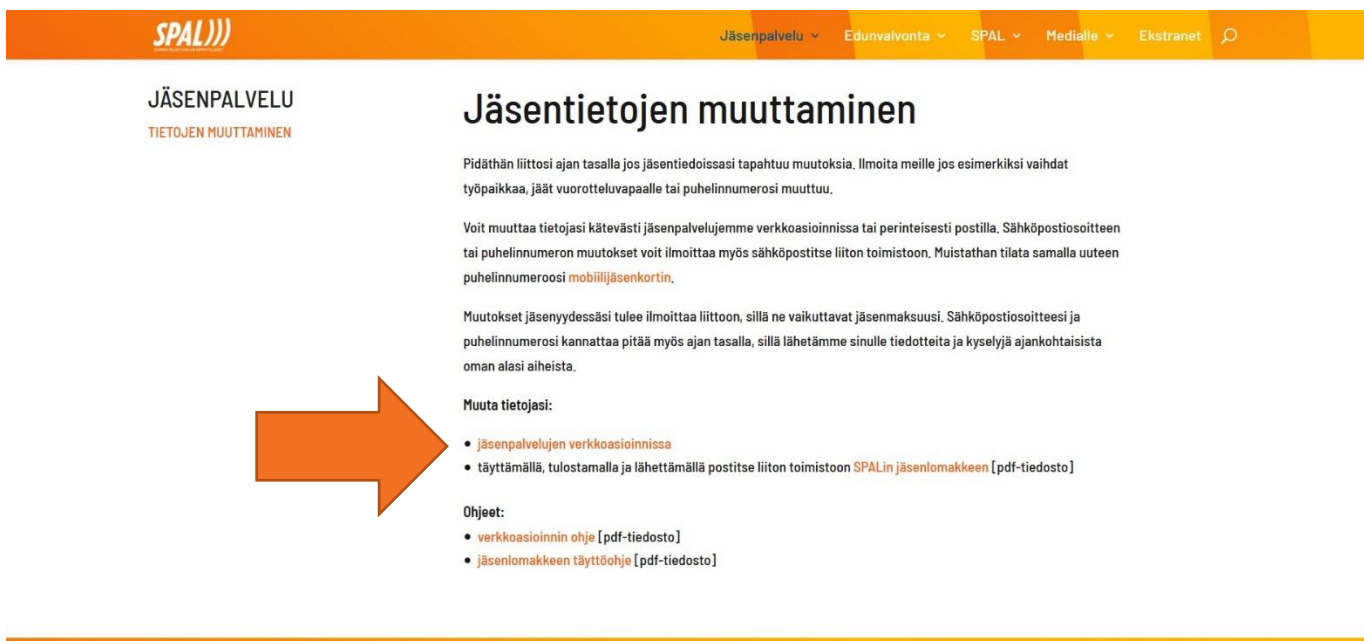 SPAL)))
Jäsenpalvelu
Edunvalvonta
SPAL
Medialle
Ekstranet
JÄSENPALVELU
TIETOJEN MUUTTAMINEN
Jäsentietojen muuttaminen
Pidäthän liittosi ajan tasalla jos jäsentiedoissasi tapahtuu muutoksia. Ilmoita meille jos esimerkiksi vaihdat
työpaikkaa, jäät vuorotteluvapaalle tai puhelinnumerosi muuttuu.
Voit muuttaa tietojasi kätevästi jäsenpalvelujemme verkkoasioinnissa tai perinteisesti postilla. Sähköpostiosoitteen
tai puhelinnumeron muutokset voit ilmoittaa myös sähköpostitse liiton toimistoon. Muistathan tilata samalla uuteen
puhelinnumeroosi mobiilijäsenkortin.
Muutokset jäsenyydessäsi tulee ilmoittaa liittoon, sillä ne vaikuttavat jäsenmaksuusi. Sähköpostiosoitteesi ja
puhelinnumerosi kannattaa pitää myös ajan tasalla, sillä lähetämme sinulle tiedotteita ja kyselyjä ajankohtaisista
oman alasi aiheista.
Muuta tietojasi:
• jäsenpalvelujen verkkoasioinnissa
• täyttämällä, tulostamalla ja lähettämällä postitse liiton toimistoon SPALin jäsenlomakkeen [pdf-tiedosto]
Ohjeet:
• verkkoasioinnin ohje [pdf-tiedosto]
• jäsenlomakkeen täyttöohje [pdf-tiedosto]